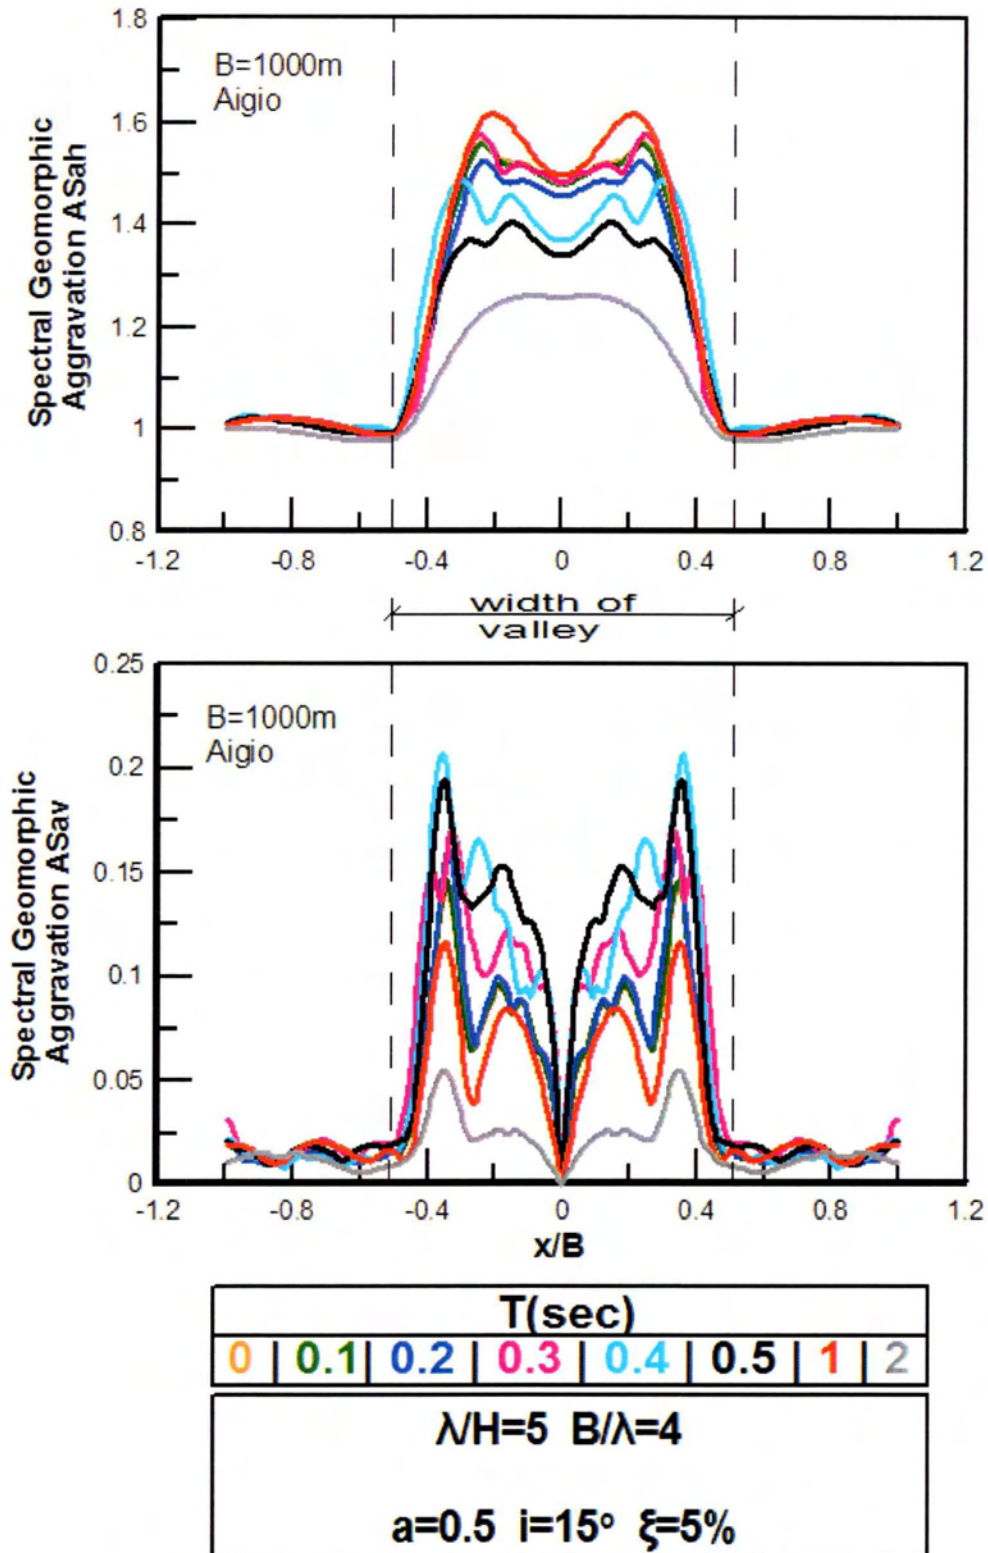 1.8
B=1000m
Aigio
1.6
1.4
1.2
1
0.8
Spectral Geomorphic
Aggravation ASah
-1.2 -0.8 -0.4 0 0.4 0.8 1.2
width of
valley
0.25
B=1000m
Aigio
0.2
0.15
0.1
0.05
0
Spectral Geomorphic
Aggravation ASav
-1.2 -0.8 -0.4 0 0.4 0.8 1.2
x/B
T(sec)
0 | 0.1 | 0.2 | 0.3 | 0.4 | 0.5 | 1 | 2
λ/H=5 B/λ=4
a=0.5 i=15° ξ=5%